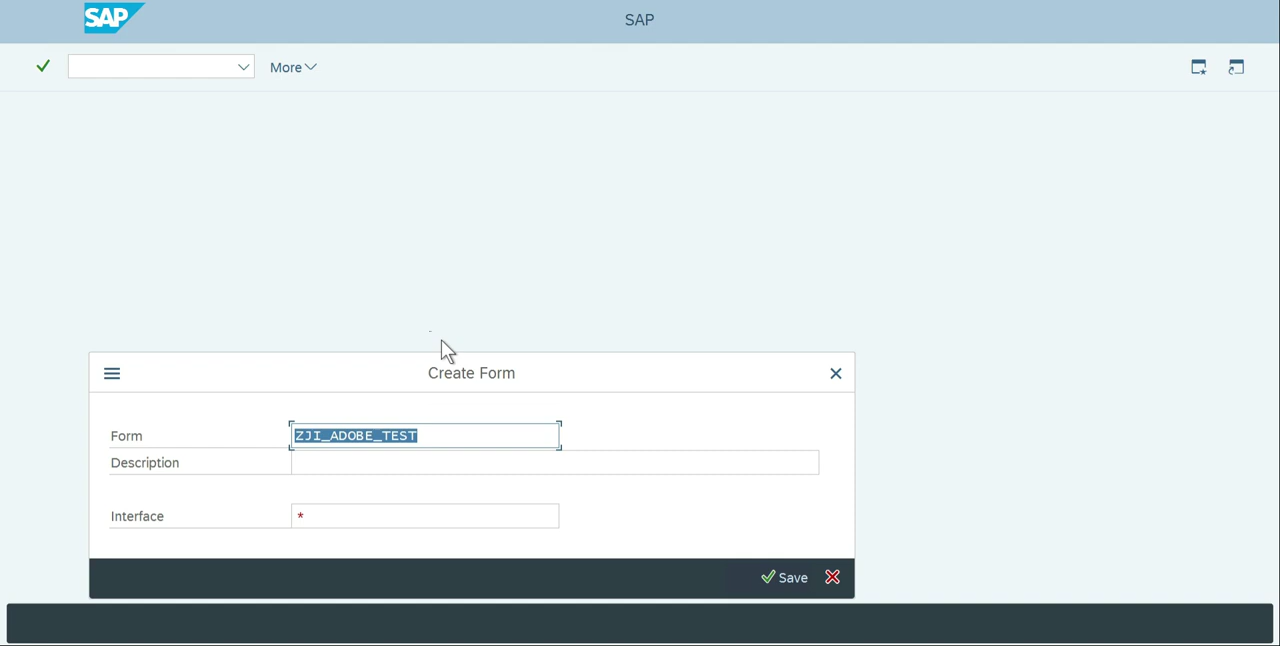 SAP
SAP
More
Create Form
Form ZJI_ADOBE_TEST
Description
Interface *
Save